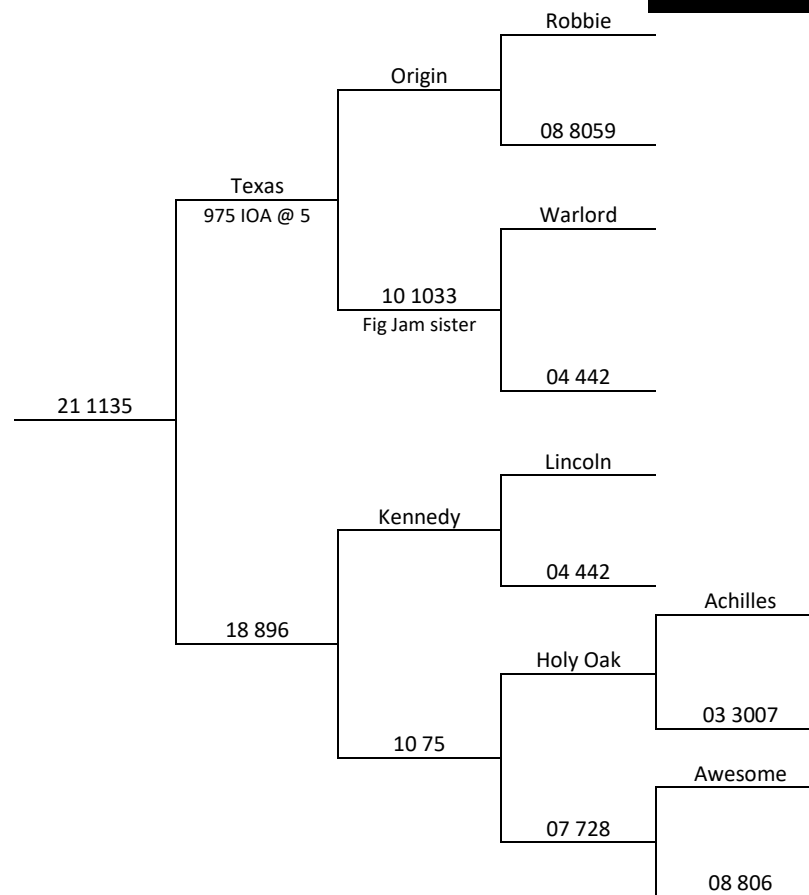 Robbie
Origin
08 8059
Texas
975 IOA @ 5
Warlord
10 1033
Fig Jam sister
04 442
21 1135
Lincoln
Kennedy
04 442
Achilles
18 896
Holy Oak
03 3007
10 75
Awesome
07 728
08 806